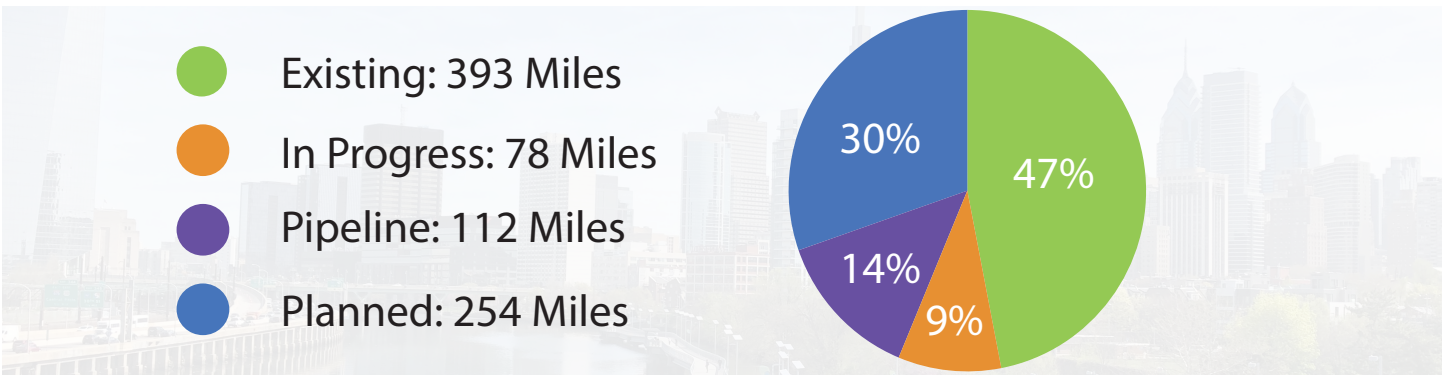 Existing: 393 Miles
In Progress: 78 Miles
Pipeline: 112 Miles
Planned: 254 Miles
30%
47%
14%
9%